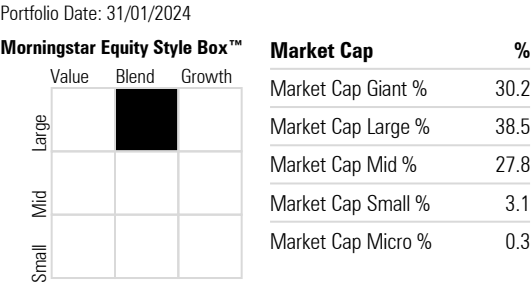 Portfolio Date: 31/01/2024
Morningstar Equity Style Box™
Value Blend Growth
Large
Mid
Small
Market Cap %
Market Cap Giant % 30.2
Market Cap Large % 38.5
Market Cap Mid % 27.8
Market Cap Small % 3.1
Market Cap Micro % 0.3